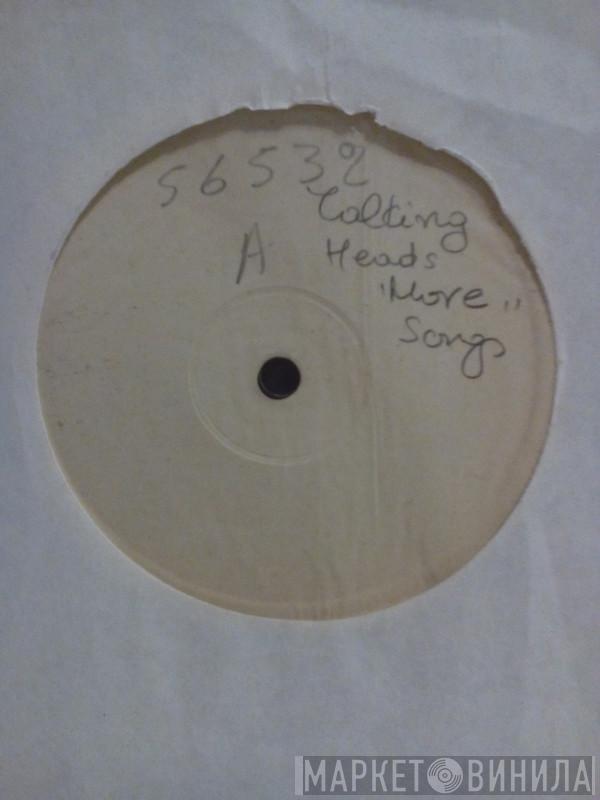 56532
Talking
A Heads
"More"
Songs
МАРКЕТ ВИНИЛА